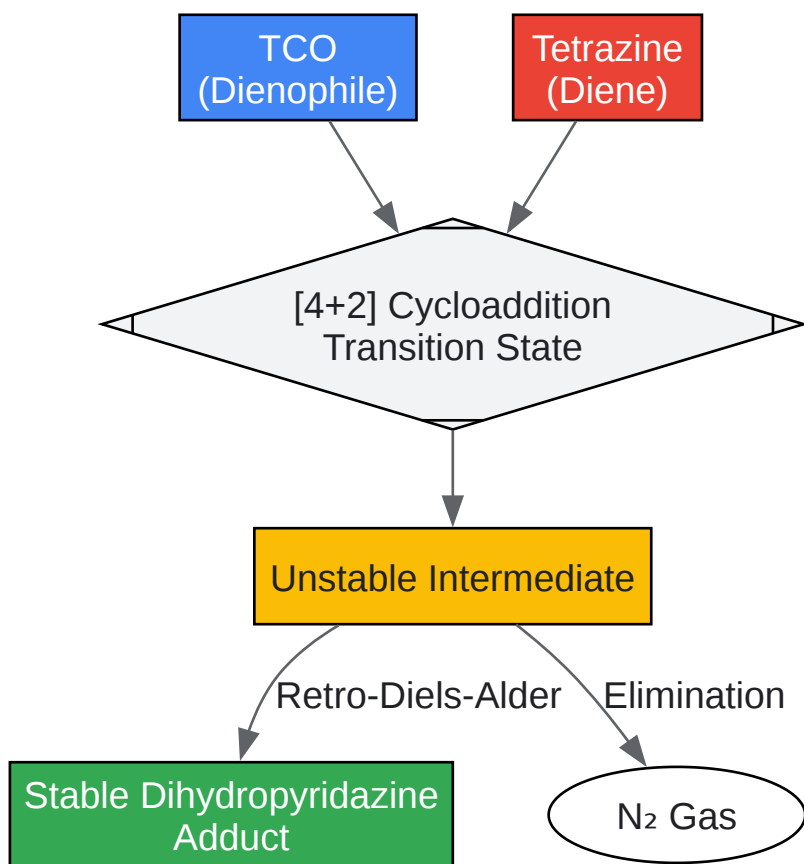 TCO
(Dienophile)
Tetrazine
(Diene)
[4+2] Cycloaddition
Transition State
Unstable Intermediate
Retro-Diels-Alder
Elimination
Stable Dihydropyridazine
Adduct
N₂ Gas